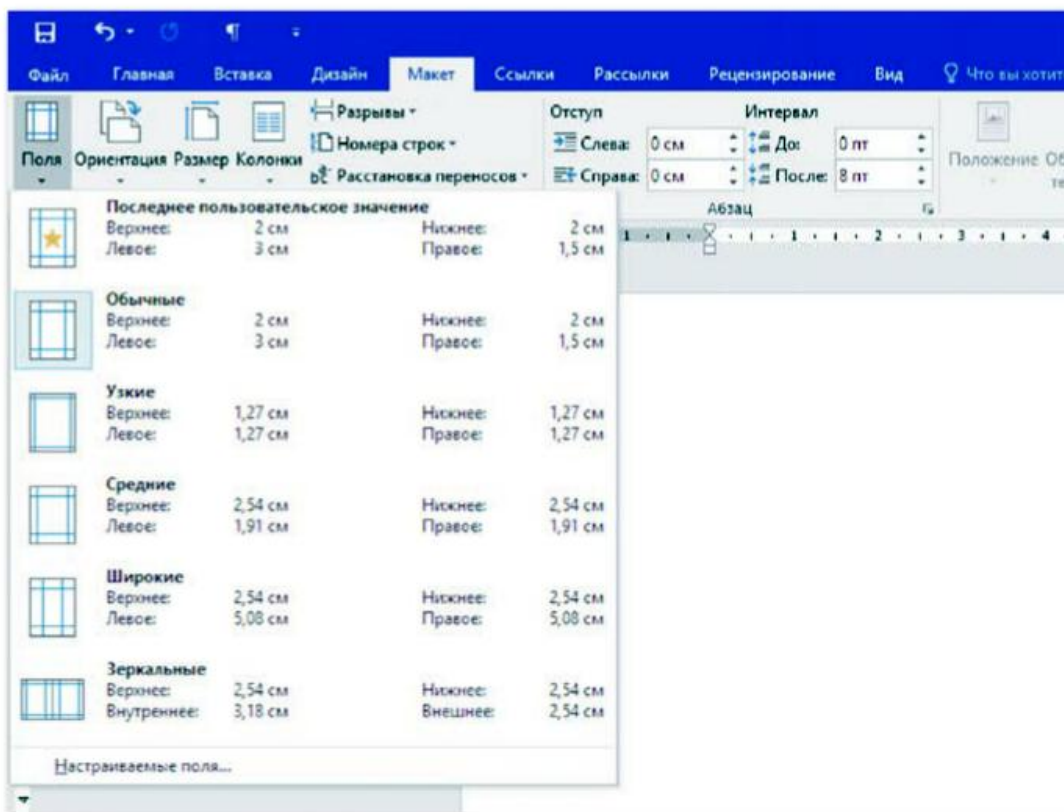 Файл Главная Вставка Дизайн Макет Ссылки Рассылки Рецензирование Вид Что вы хотит
Поля Ориентация Размер Колонки
Разрывы
Номера строк
Расстановка переносов
Отступ
Слева: 0 см
Справа: 0 см
Интервал
До: 0 пт
После: 8 пт
Абзац
Положение Об
те
1 1 2 3 4
Последнее пользовательское значение
Верхнее: 2 см Нижнее: 2 см
Левое: 3 см Правое: 1,5 см
Обычные
Верхнее: 2 см Нижнее: 2 см
Левое: 3 см Правое: 1,5 см
Узкие
Верхнее: 1,27 см Нижнее: 1,27 см
Левое: 1,27 см Правое: 1,27 см
Средние
Верхнее: 2,54 см Нижнее: 2,54 см
Левое: 1,91 см Правое: 1,91 см
Широкие
Верхнее: 2,54 см Нижнее: 2,54 см
Левое: 5,08 см Правое: 5,08 см
Зеркальные
Верхнее: 2,54 см Нижнее: 2,54 см
Внутреннее: 3,18 см Внешнее: 2,54 см
Настраиваемые поля...